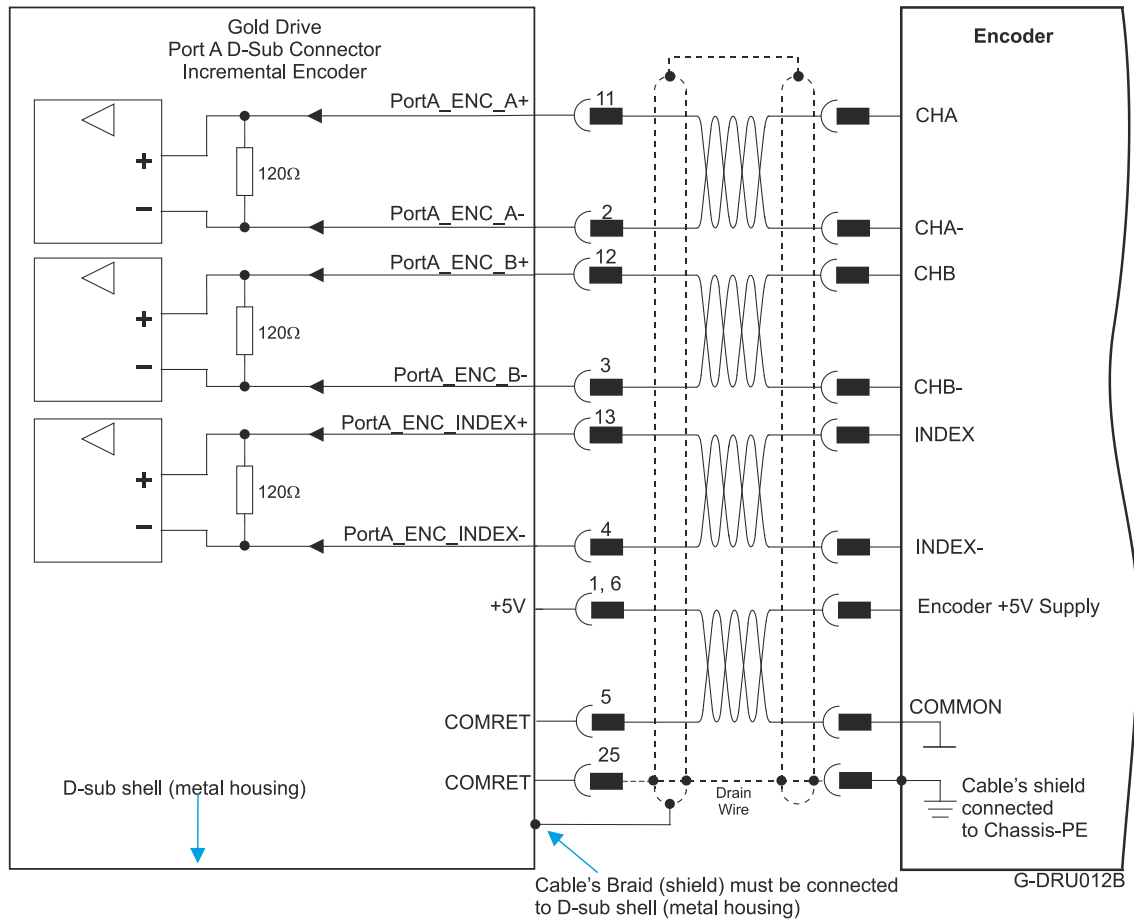 Gold Drive
Port A D-Sub Connector
Incremental Encoder
Encoder
PortA_ENC_A+
11
CHA
+
120Ω
−
PortA_ENC_A-
2
CHA-
PortA_ENC_B+
12
CHB
+
120Ω
−
PortA_ENC_B-
3
CHB-
PortA_ENC_INDEX+
13
INDEX
+
120Ω
−
PortA_ENC_INDEX-
4
INDEX-
+5V
1, 6
Encoder +5V Supply
COMRET
5
COMMON
COMRET
25
Drain
Wire
Cable's shield
connected
to Chassis-PE
D-sub shell (metal housing)
Cable's Braid (shield) must be connected
to D-sub shell (metal housing)
G-DRU012B